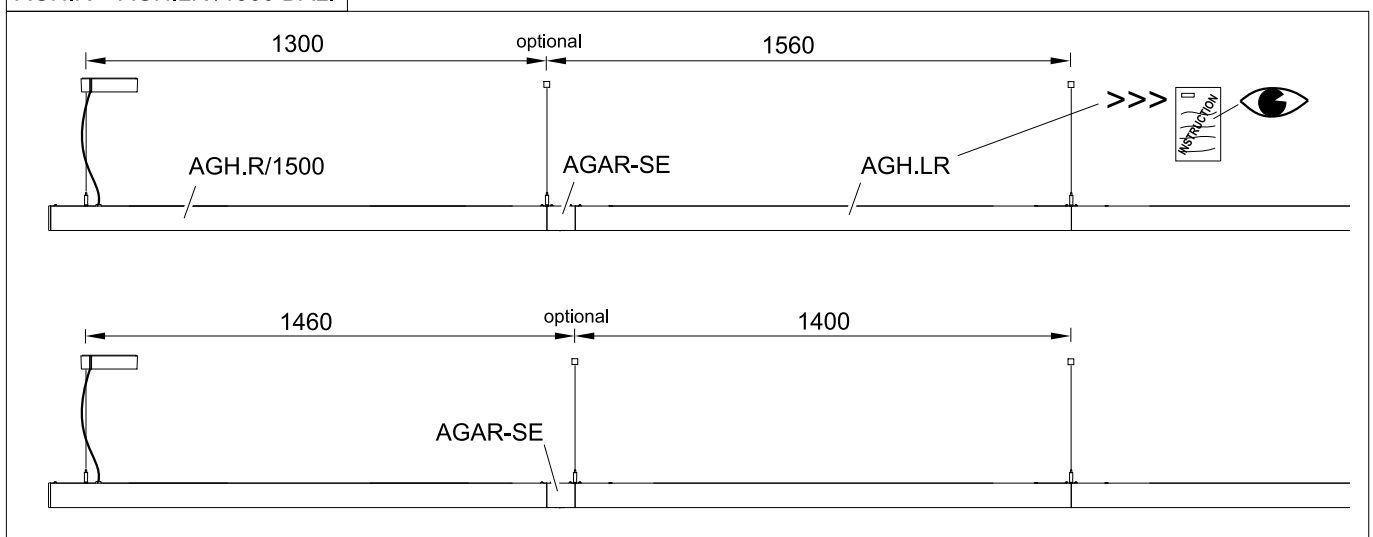 1300 optional 1560
>>> INSTRUCTION
AGH.R/1500 AGAR-SE AGH.LR
1460 optional 1400
AGAR-SE